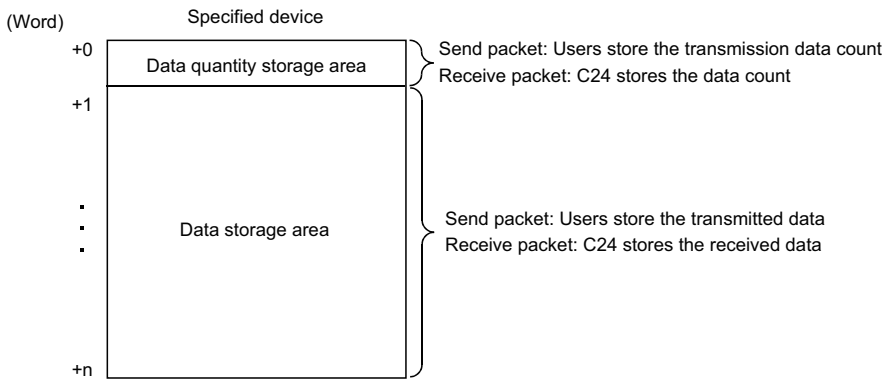 Specified device
(Word)
+0
Data quantity storage area
Send packet: Users store the transmission data count
Receive packet: C24 stores the data count
+1
Data storage area
Send packet: Users store the transmitted data
Receive packet: C24 stores the received data
+n